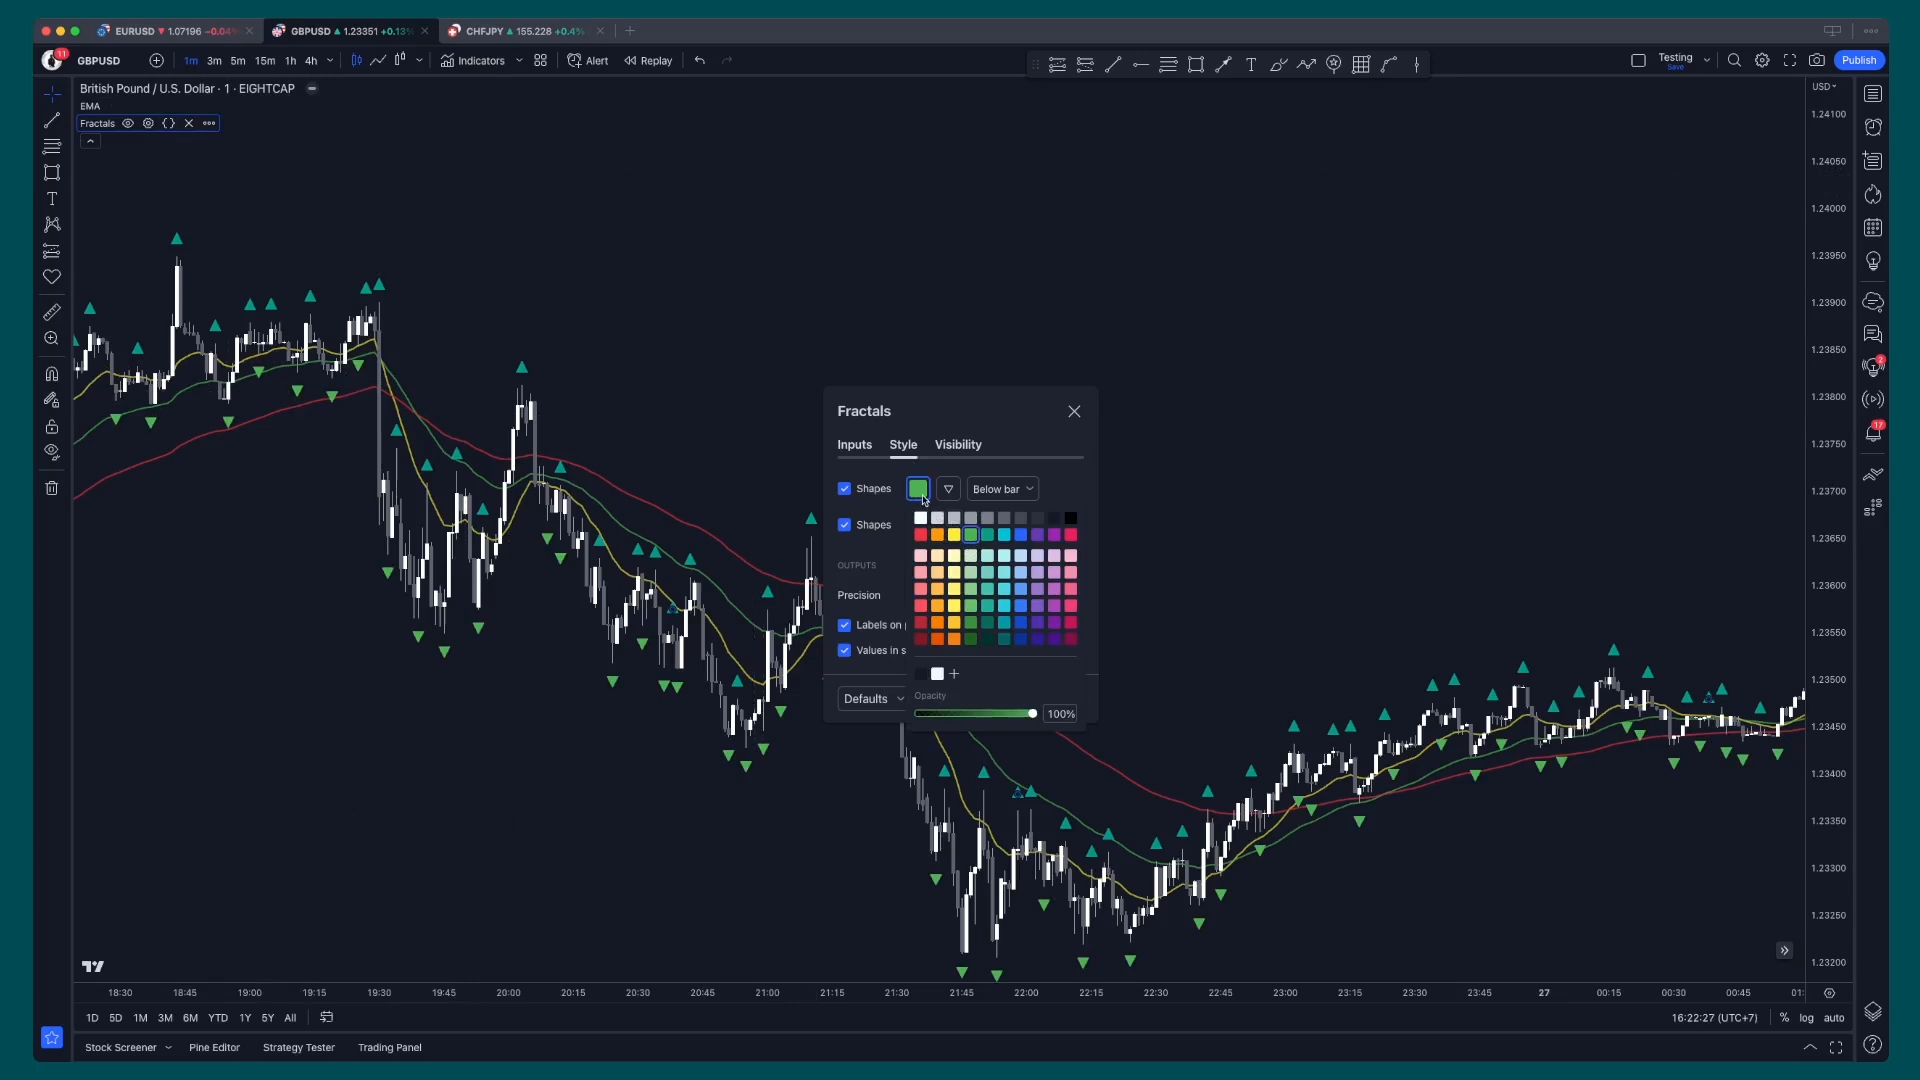 EURUSD 1.07196 -0.04%
GBPUSD 1.23351 +0.13%
CHFJPY 155.228 +0.4%
11
GBPUSD
1m 3m 5m 15m 1h 4h
Indicators
Alert
Replay
Testing
Save
Publish
British Pound / U.S. Dollar · 1 · EIGHTCAP
EMA
Fractals
USD
1.24100
1.24050
1.24000
1.23950
1.23900
1.23850
1.23800
1.23750
1.23700
1.23650
1.23600
1.23550
1.23500
1.23450
1.23400
1.23350
1.23300
1.23250
1.23200
2
17
Fractals
Inputs Style Visibility
Shapes Below bar
Shapes
OUTPUTS
Precision
Labels on
Values in s
Defaults
Opacity
100%
18:30 18:45 19:00 19:15 19:30 19:45 20:00 20:15 20:30 20:45 21:00 21:15 21:30 21:45 22:00 22:15 22:30 22:45 23:00 23:15 23:30 23:45 27 00:15 00:30 00:45 01:
1D 5D 1M 3M 6M YTD 1Y 5Y All
16:22:27 (UTC+7) % log auto
Stock Screener Pine Editor Strategy Tester Trading Panel